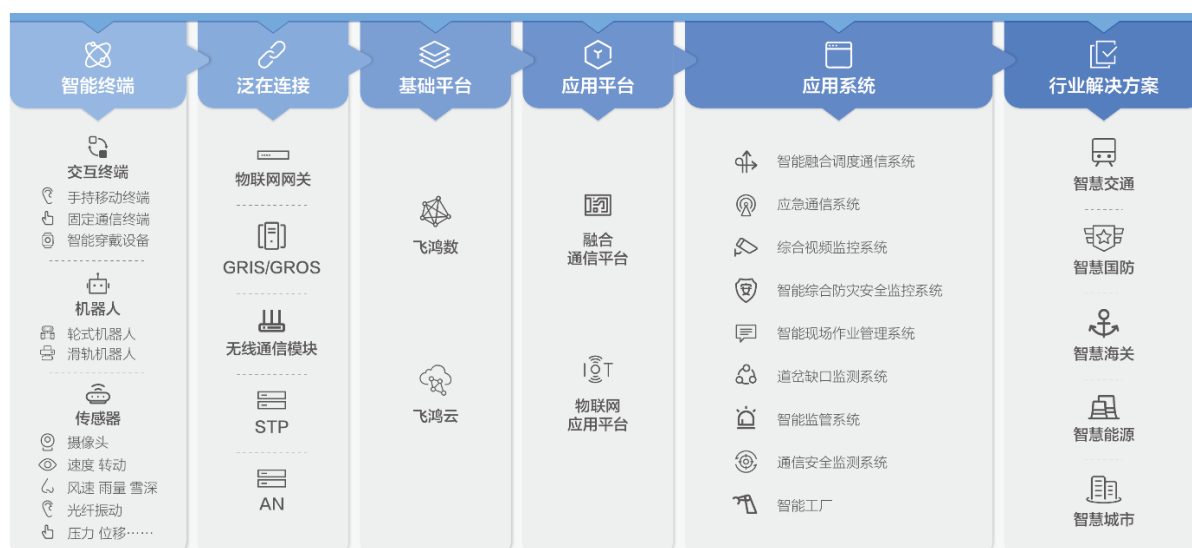 智能终端
交互终端
手持移动终端
固定通信终端
智能穿戴设备
机器人
轮式机器人
滑轨机器人
传感器
摄像头
速度 转动
风速 雨量 雪深
光纤振动
压力 位移……
泛在连接
物联网网关
GRIS/GROS
无线通信模块
STP
AN
基础平台
飞鸿数
飞鸿云
应用平台
融合
通信平台
IOT
物联网
应用平台
应用系统
智能融合调度通信系统
应急通信系统
综合视频监控系统
智能综合防灾安全监控系统
智能现场作业管理系统
道岔缺口监测系统
智能监管系统
通信安全监测系统
智能工厂
行业解决方案
智慧交通
智慧国防
智慧海关
智慧能源
智慧城市